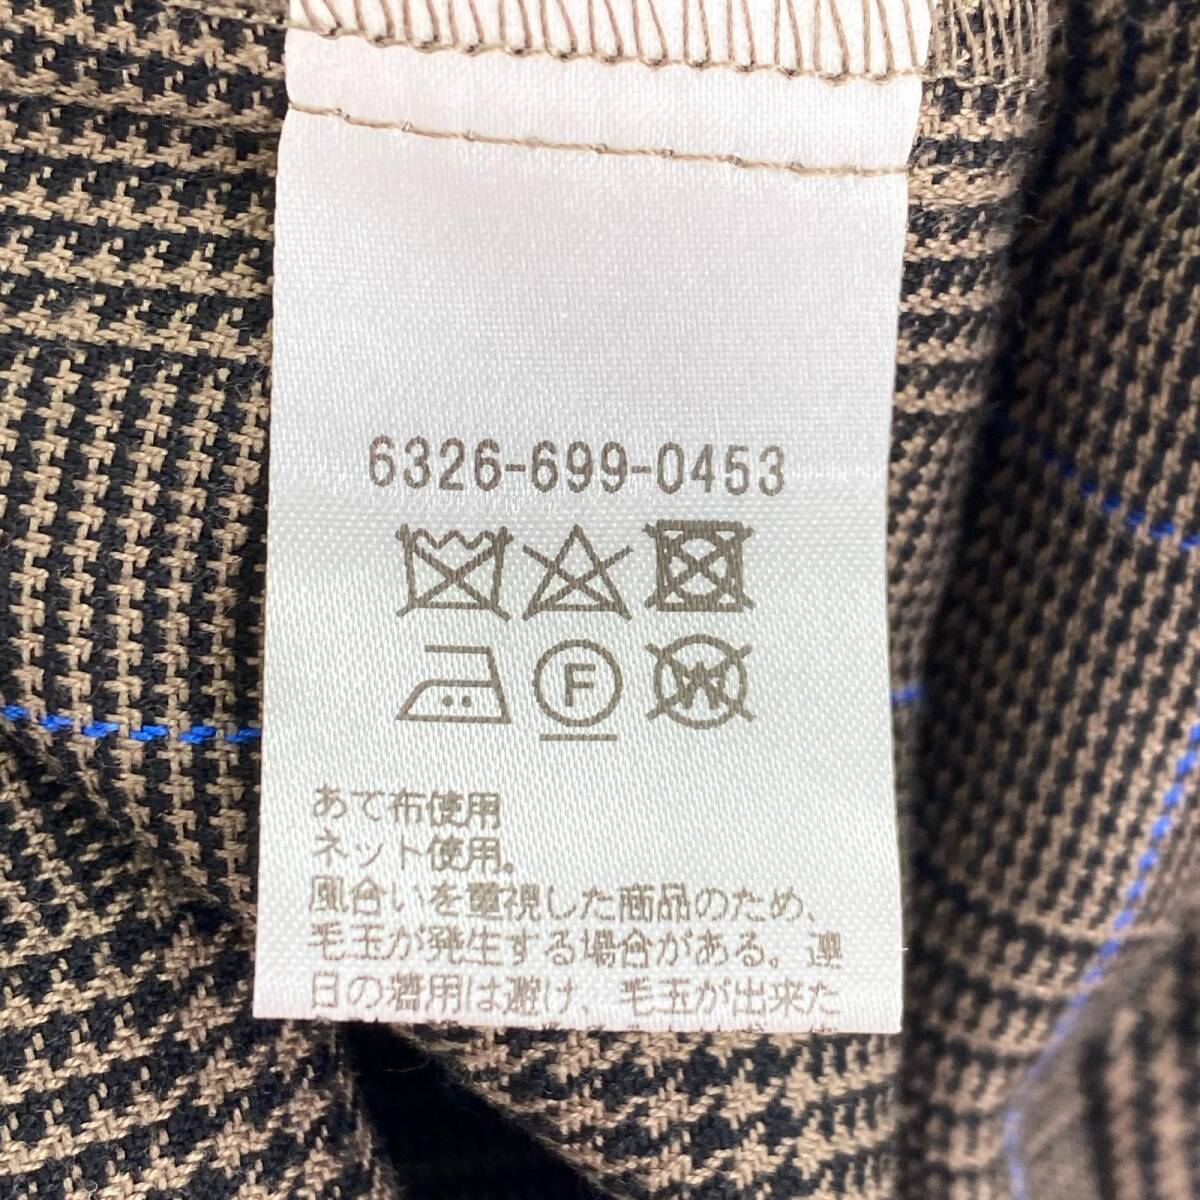 6326-699-0453
F
W
あて布使用
ネット使用。
風合いを重視した商品のため、
毛玉が発生する場合がある。連
日の着用は避け、毛玉が出来た